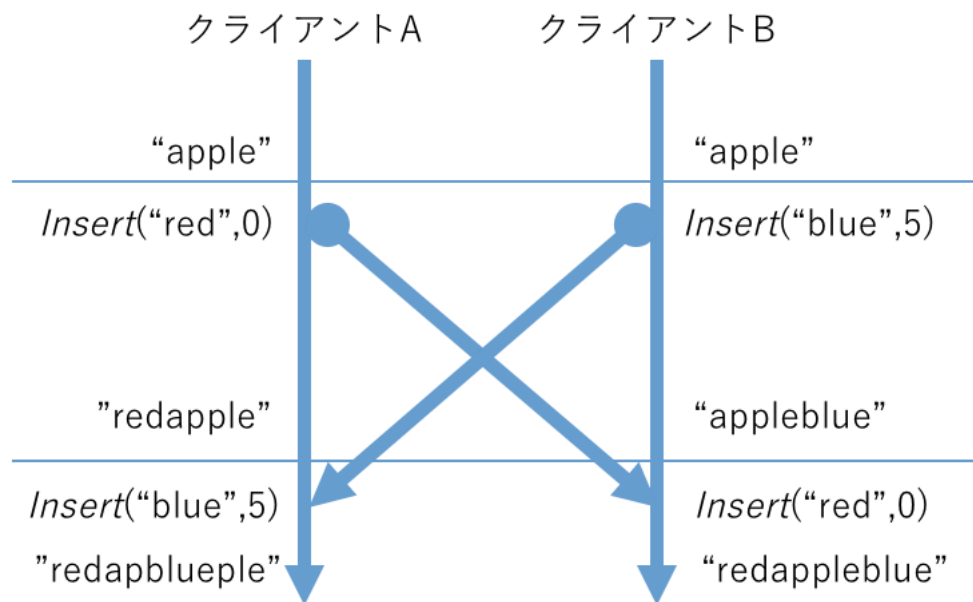 クライアントA クライアントB
“apple” “apple”
Insert(“red”,0) Insert(“blue”,5)
”redapple” “appleblue”
Insert(“blue”,5) Insert(“red”,0)
”redapblueple” “redappleblue”